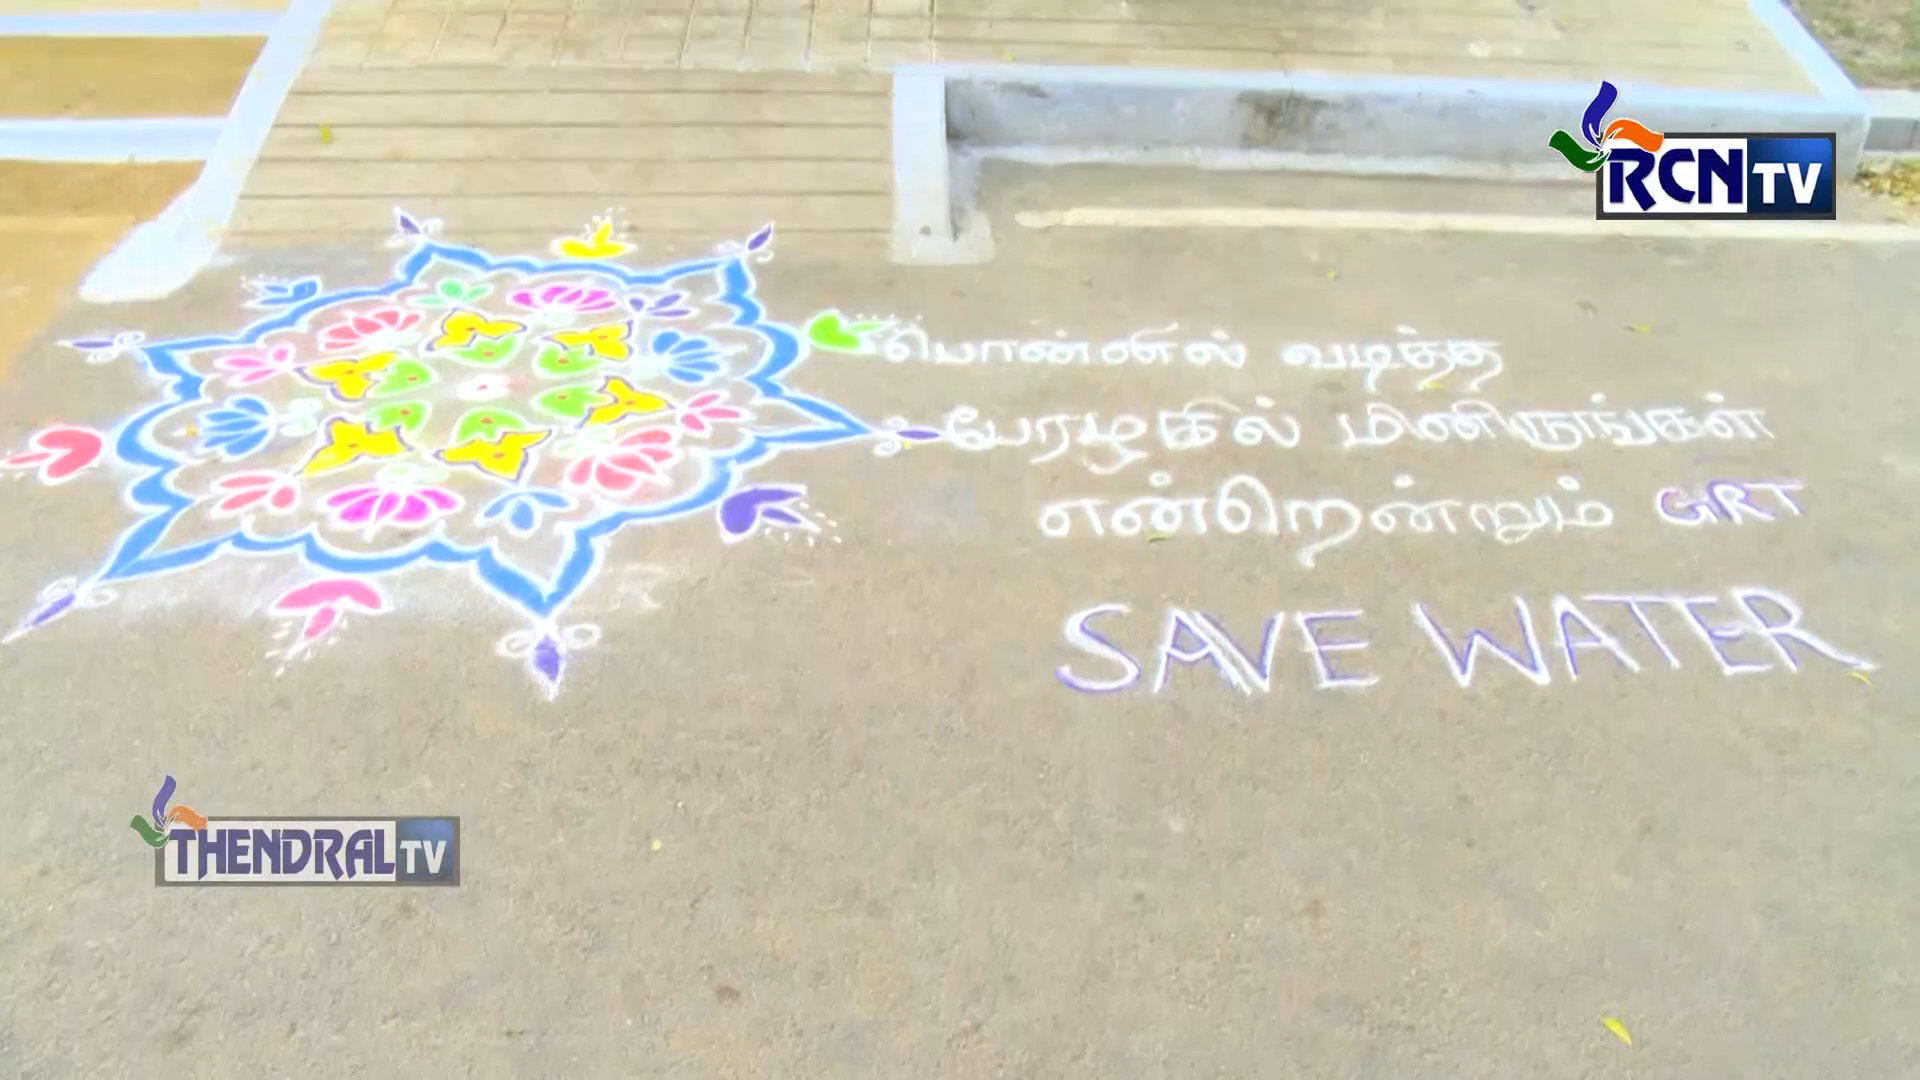 RCN TV
பொன்னில் வடித்த
பேரழகில் மினிருங்கள்
என்றென்றும் GRT
SAVE WATER
THENDRAL TV